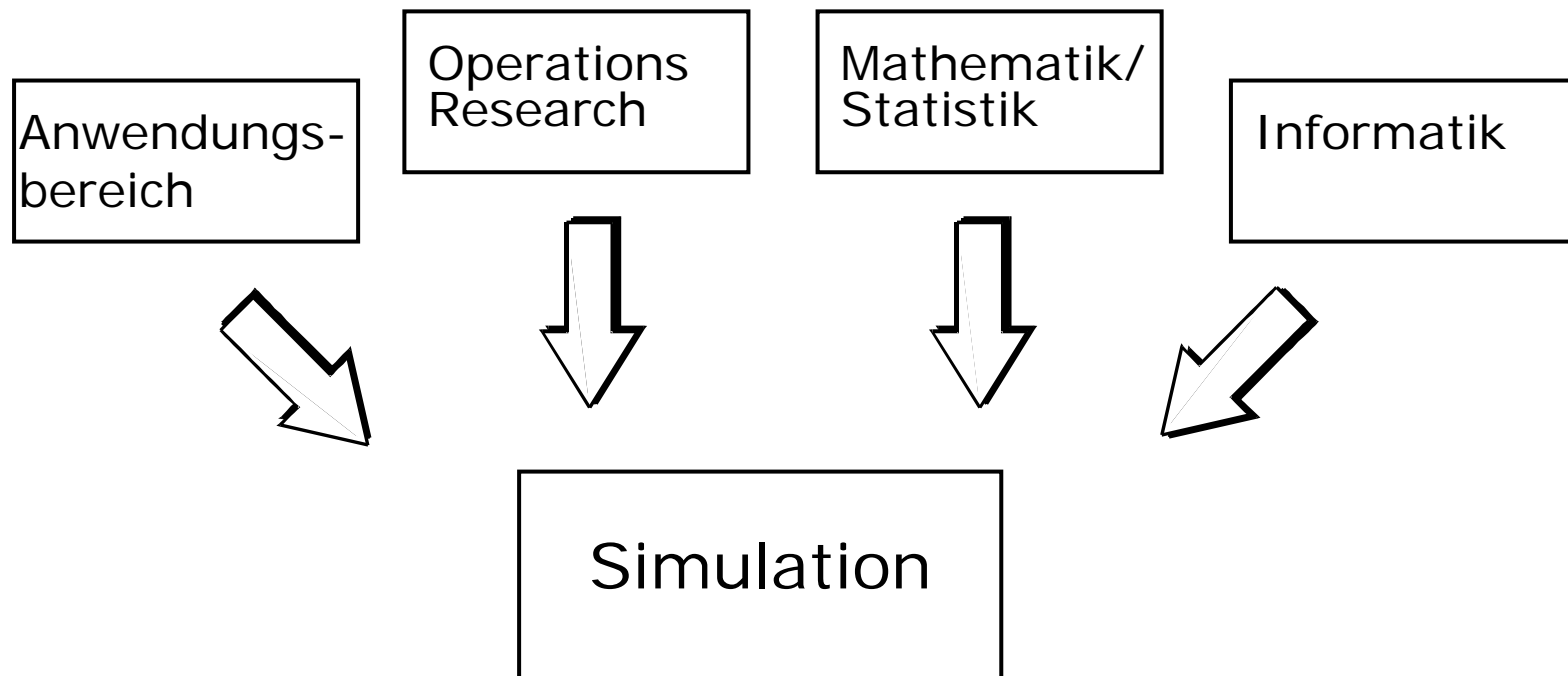 Anwendungs-
bereich
Operations
Research
Mathematik/
Statistik
Informatik
Simulation